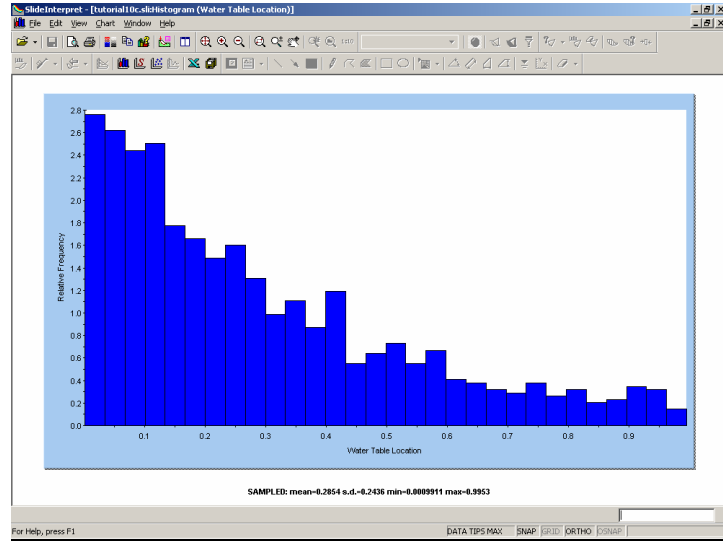 SlideInterpret - [tutorial10c.sli:Histogram (Water Table Location)]
File Edit View Chart Window Help
2.8
2.6
2.4
2.2
2.0
1.8
1.6
1.4
1.2
1.0
0.8
0.6
0.4
0.2
0.0
Relative Frequency
0.1 0.2 0.3 0.4 0.5 0.6 0.7 0.8 0.9
Water Table Location
SAMPLED: mean=0.2854 s.d.=0.2436 min=0.0009911 max=0.9953
For Help, press F1 DATA TIPS MAX SNAP GRID ORTHO OSNAP